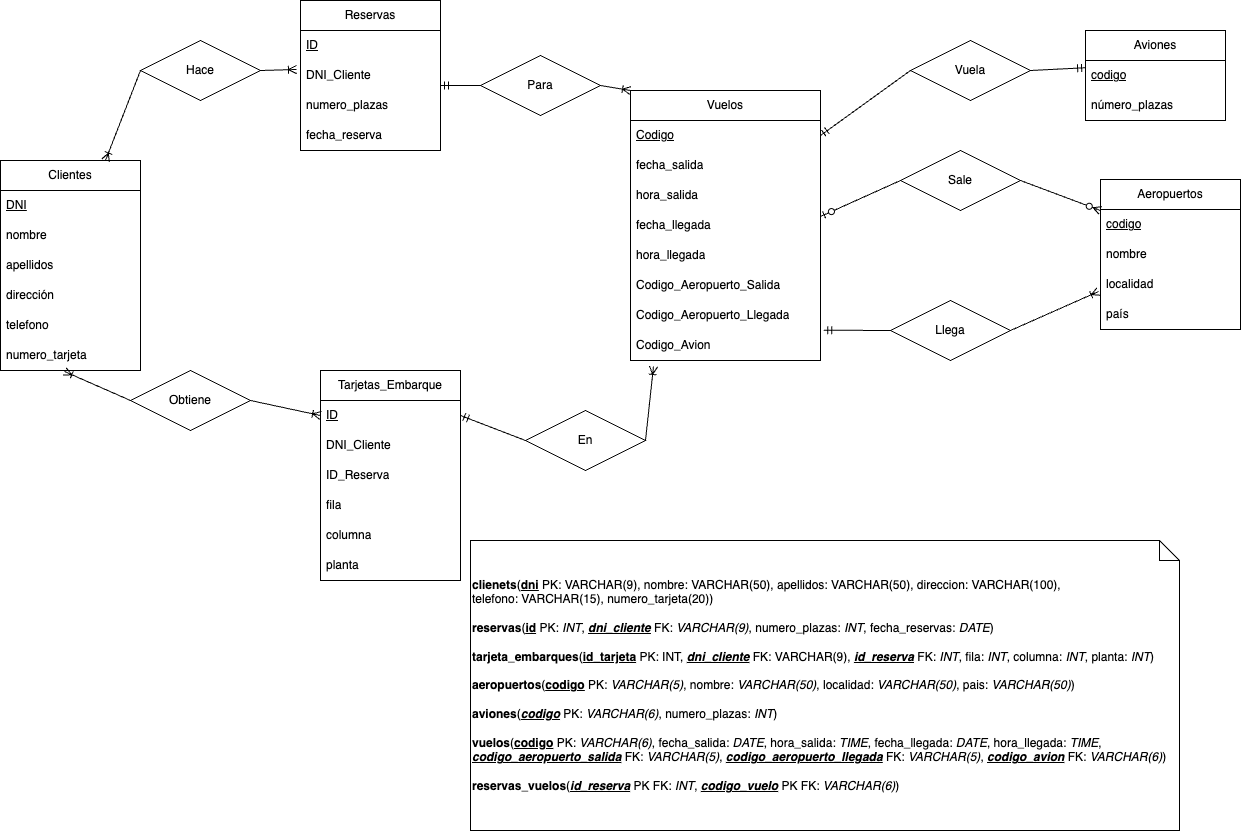 Reservas
ID
DNI_Cliente
numero_plazas
fecha_reserva
Hace
Para
Clientes
DNI
nombre
apellidos
dirección
telefono
numero_tarjeta
Vuelos
Codigo
fecha_salida
hora_salida
fecha_llegada
hora_llegada
Codigo_Aeropuerto_Salida
Codigo_Aeropuerto_Llegada
Codigo_Avion
Vuela
Aviones
codigo
número_plazas
Sale
Aeropuertos
codigo
nombre
localidad
país
Llega
Obtiene
Tarjetas_Embarque
ID
DNI_Cliente
ID_Reserva
fila
columna
planta
En
clienets(dni PK: VARCHAR(9), nombre: VARCHAR(50), apellidos: VARCHAR(50), direccion: VARCHAR(100),
telefono: VARCHAR(15), numero_tarjeta(20))
reservas(id PK: INT, dni_cliente FK: VARCHAR(9), numero_plazas: INT, fecha_reservas: DATE)
tarjeta_embarques(id_tarjeta PK: INT, dni_cliente FK: VARCHAR(9), id_reserva FK: INT, fila: INT, columna: INT, planta: INT)
aeropuertos(codigo PK: VARCHAR(5), nombre: VARCHAR(50), localidad: VARCHAR(50), pais: VARCHAR(50))
aviones(codigo PK: VARCHAR(6), numero_plazas: INT)
vuelos(codigo PK: VARCHAR(6), fecha_salida: DATE, hora_salida: TIME, fecha_llegada: DATE, hora_llegada: TIME,
codigo_aeropuerto_salida FK: VARCHAR(5), codigo_aeropuerto_llegada FK: VARCHAR(5), codigo_avion FK: VARCHAR(6))
reservas_vuelos(id_reserva PK FK: INT, codigo_vuelo PK FK: VARCHAR(6))